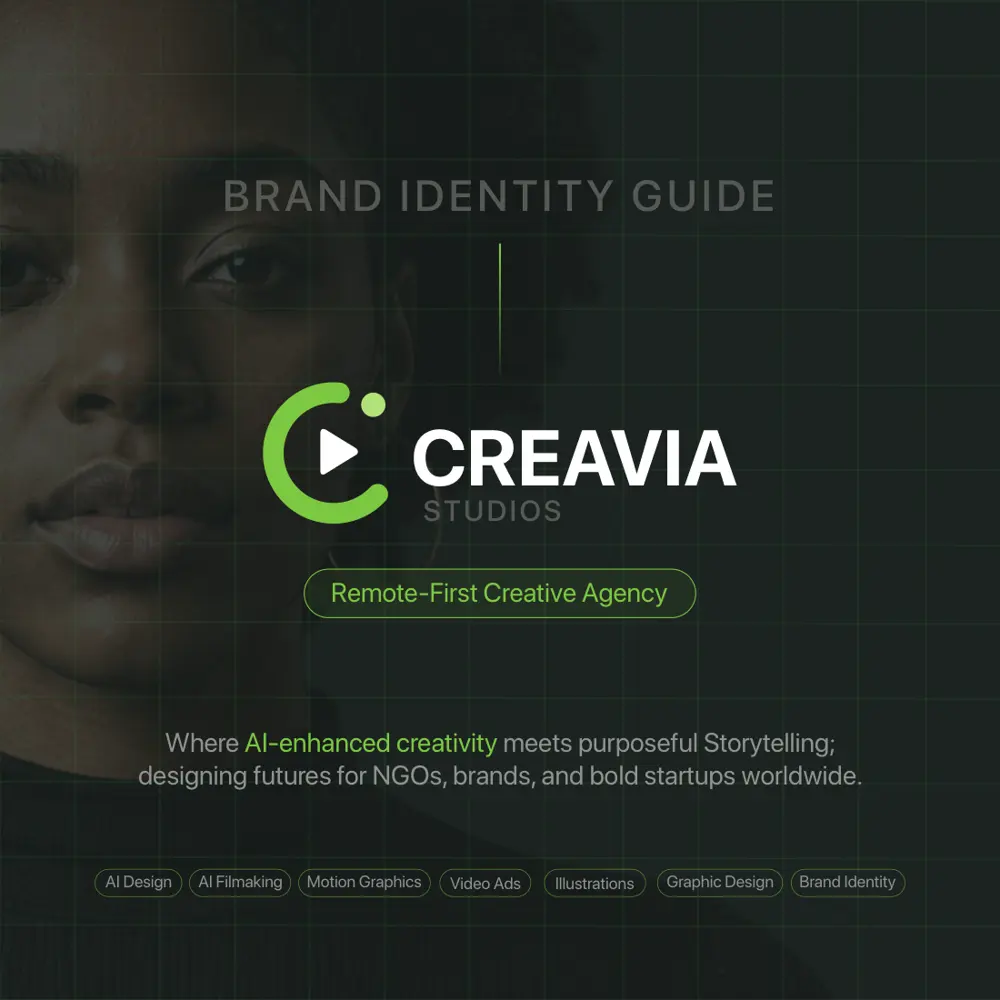 BRAND IDENTITY GUIDE
CREAVIA
STUDIOS
Remote-First Creative Agency
Where AI-enhanced creativity meets purposeful Storytelling;
designing futures for NGOs, brands, and bold startups worldwide.
AI Design AI Filmaking Motion Graphics Video Ads Illustrations Graphic Design Brand Identity